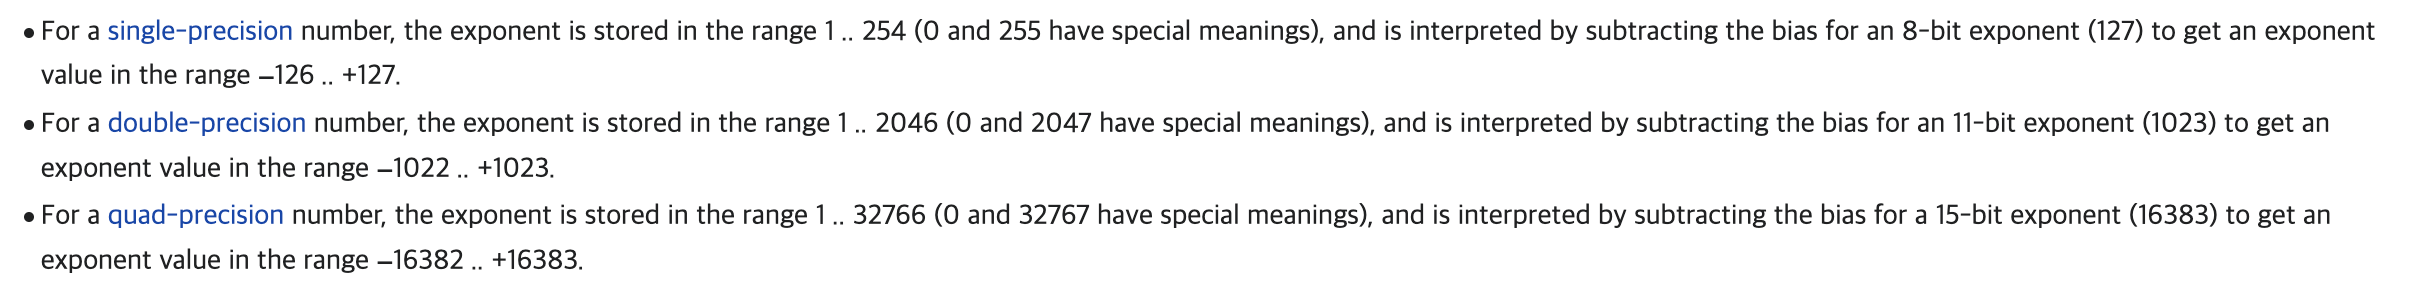 • For a single-precision number, the exponent is stored in the range 1 .. 254 (0 and 255 have special meanings), and is interpreted by subtracting the bias for an 8-bit exponent (127) to get an exponent
value in the range −126 .. +127.
• For a double-precision number, the exponent is stored in the range 1 .. 2046 (0 and 2047 have special meanings), and is interpreted by subtracting the bias for an 11-bit exponent (1023) to get an
exponent value in the range −1022 .. +1023.
• For a quad-precision number, the exponent is stored in the range 1 .. 32766 (0 and 32767 have special meanings), and is interpreted by subtracting the bias for a 15-bit exponent (16383) to get an
exponent value in the range −16382 .. +16383.